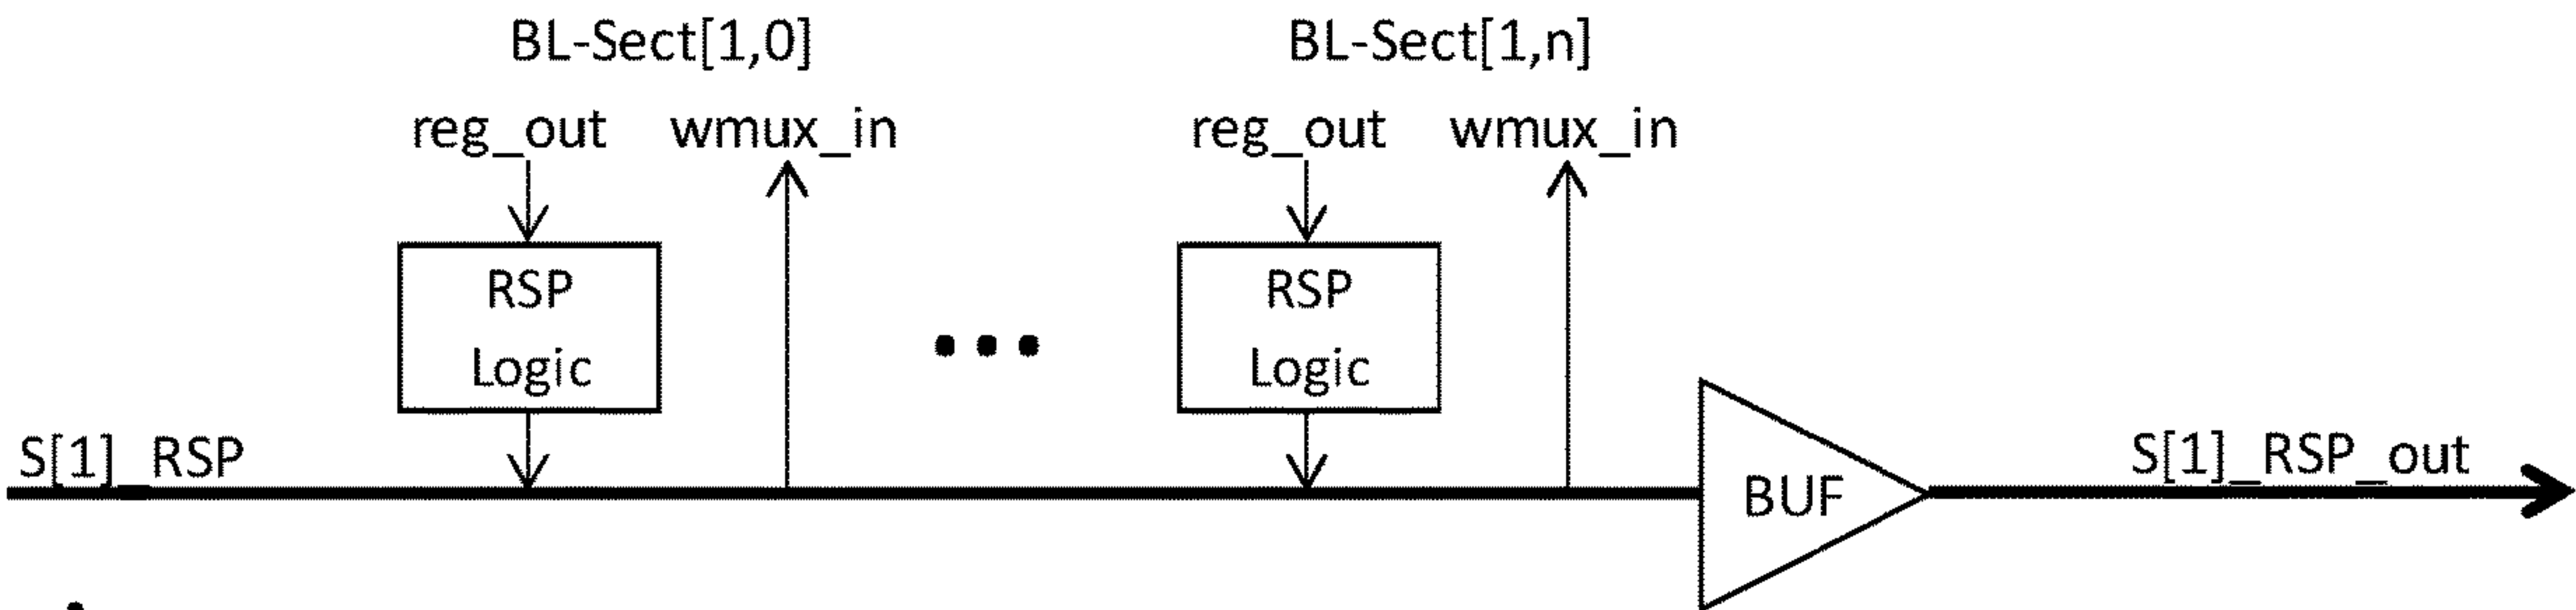 BL-Sect[1,0] BL-Sect[1,n]
reg_out wmux_in reg_out wmux_in
RSP RSP
Logic Logic
S[1]_RSP S[1]_RSP_out
BUF